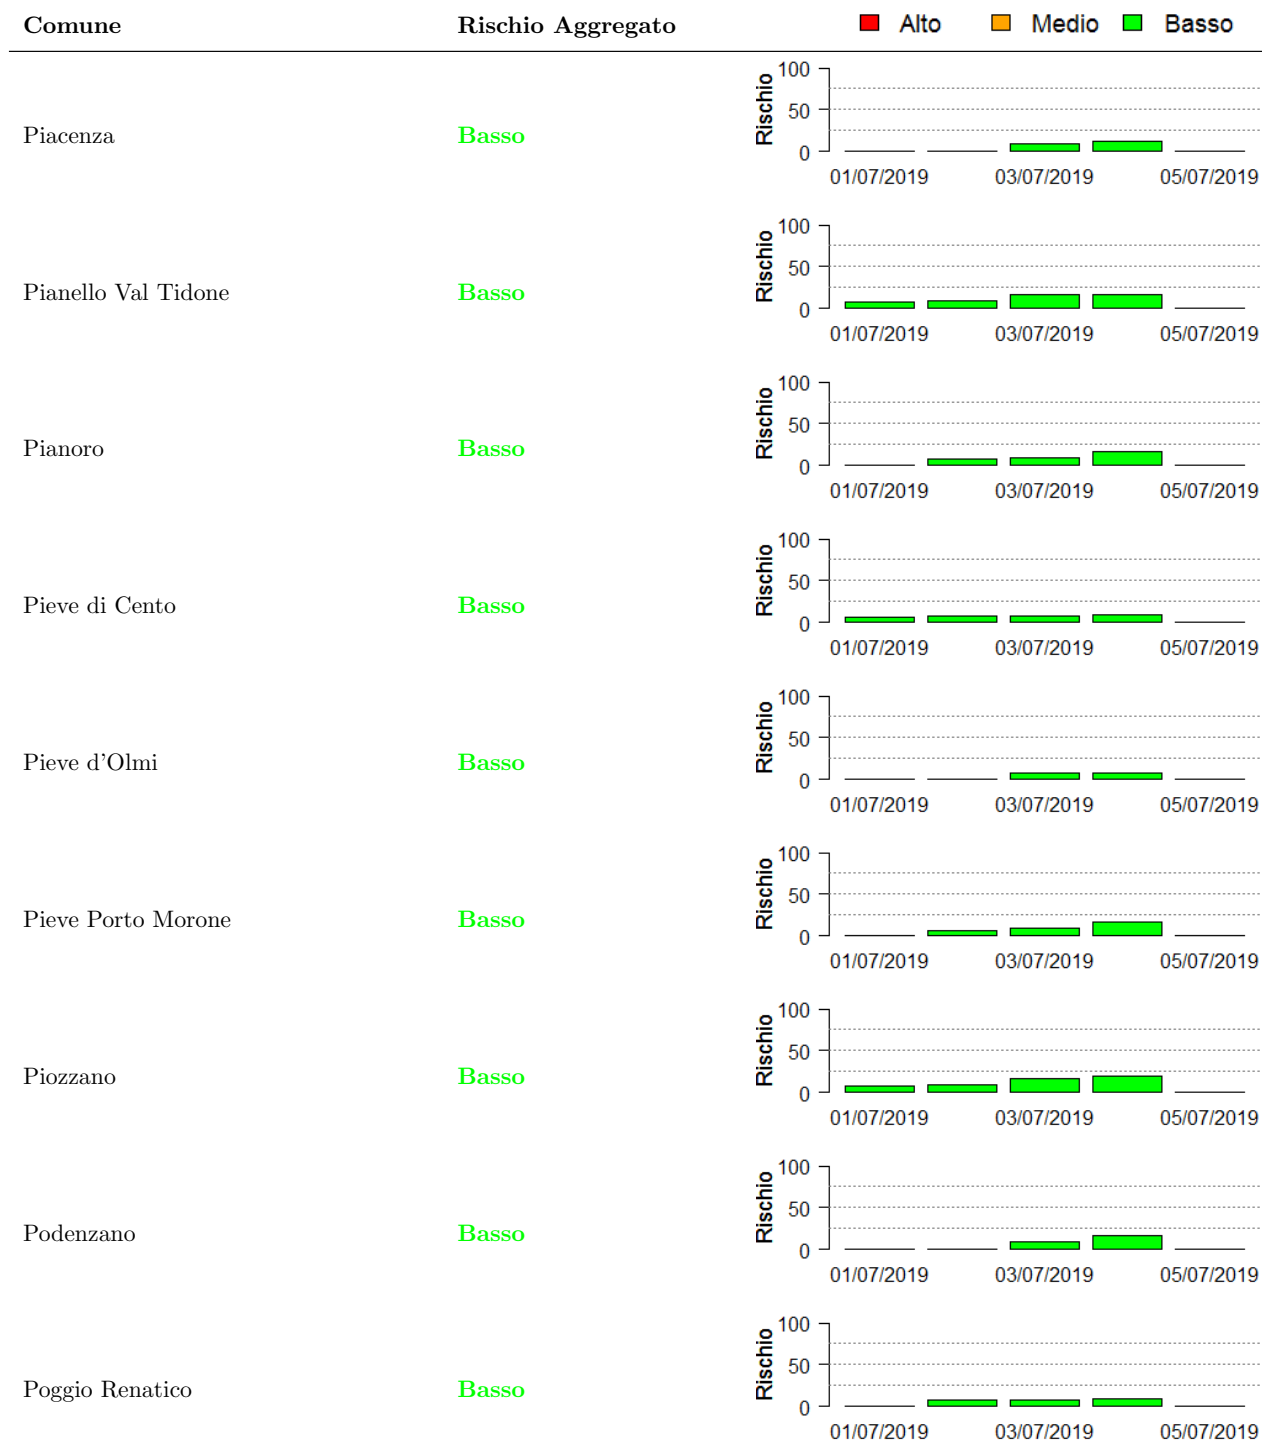 Comune Rischio Aggregato Alto Medio Basso
100
50
0
Rischio
Piacenza Basso
01/07/2019 03/07/2019 05/07/2019
100
50
0
Rischio
Pianello Val Tidone Basso
01/07/2019 03/07/2019 05/07/2019
100
50
0
Rischio
Pianoro Basso
01/07/2019 03/07/2019 05/07/2019
100
50
0
Rischio
Pieve di Cento Basso
01/07/2019 03/07/2019 05/07/2019
100
50
0
Rischio
Pieve d'Olmi Basso
01/07/2019 03/07/2019 05/07/2019
100
50
0
Rischio
Pieve Porto Morone Basso
01/07/2019 03/07/2019 05/07/2019
100
50
0
Rischio
Piozzano Basso
01/07/2019 03/07/2019 05/07/2019
100
50
0
Rischio
Podenzano Basso
01/07/2019 03/07/2019 05/07/2019
100
50
0
Rischio
Poggio Renatico Basso
01/07/2019 03/07/2019 05/07/2019